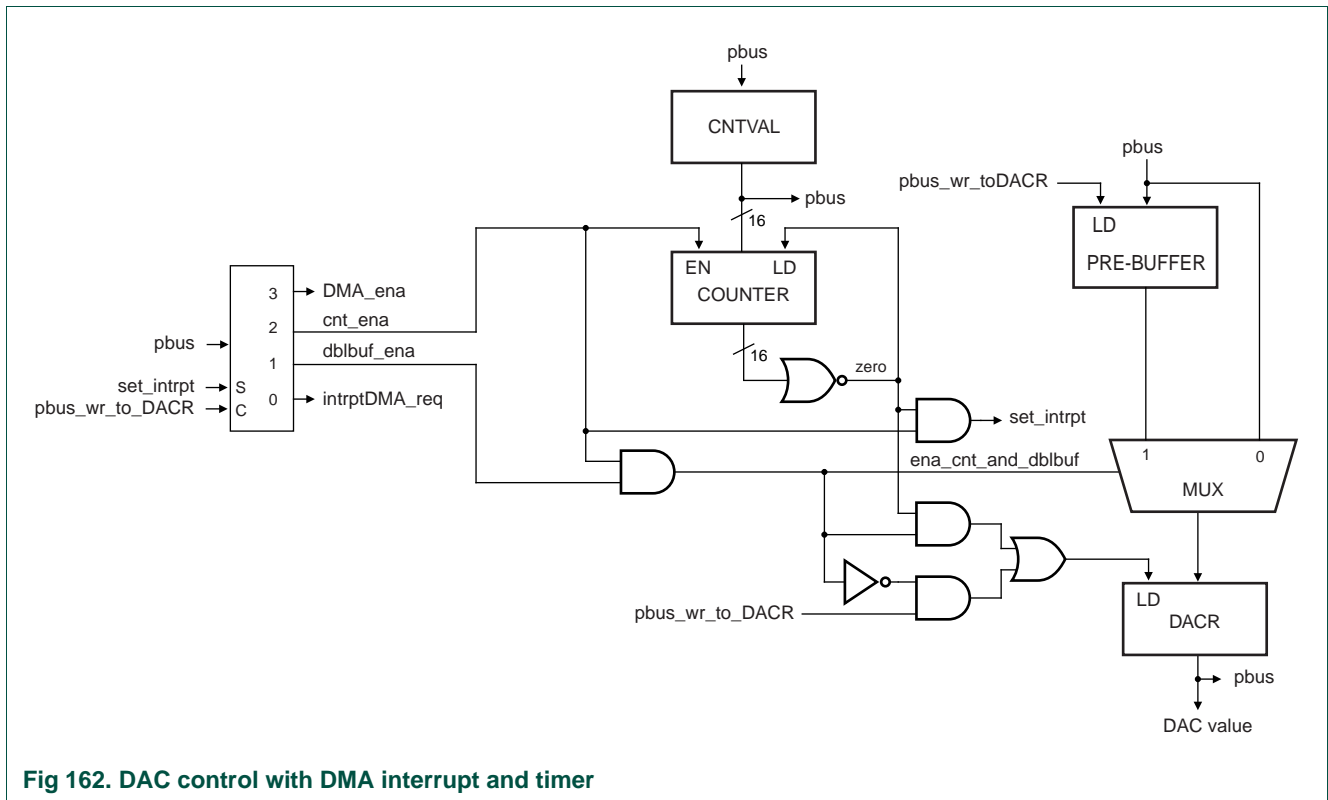 pbus
CNTVAL
pbus
pbus_wr_toDACR
pbus
16
LD
PRE-BUFFER
EN LD
COUNTER
3 DMA_ena
2 cnt_ena
pbus
1 dblbuf_ena
16
zero
set_intrpt S
0 intrptDMA_req
pbus_wr_to_DACR C
set_intrpt
ena_cnt_and_dblbuf
1 0
MUX
pbus_wr_to_DACR
LD
DACR
pbus
DAC value
Fig 162. DAC control with DMA interrupt and timer